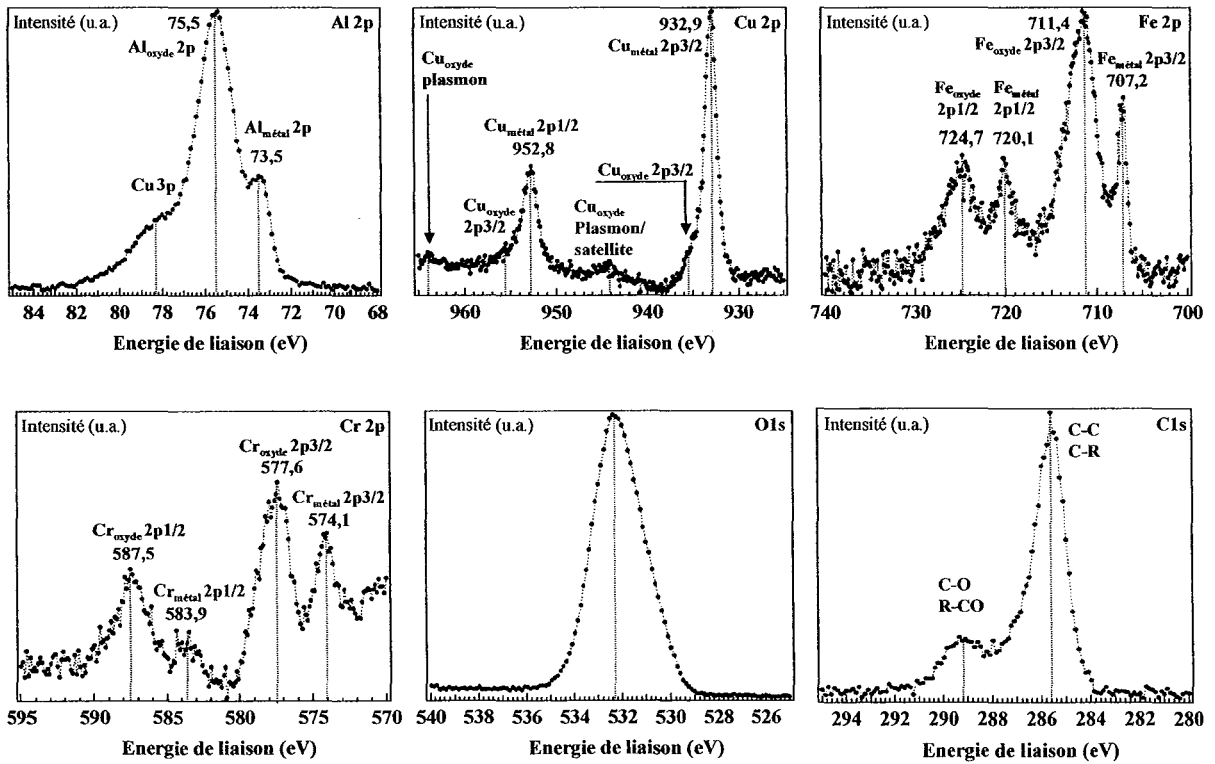 Intensité (u.a.)
75,5
Al 2p
Aloxyde 2p
Almétal 2p
73,5
Cu 3p
84 82 80 78 76 74 72 70 68
Energie de liaison (eV)
Intensité (u.a.)
932,9
Cu 2p
Cumétal 2p3/2
Cuoxyde
plasmon
Cumétal 2p1/2
952,8
Cuoxyde 2p3/2
Cuoxyde
2p3/2
Cuoxyde
Plasmon/
satellite
960 950 940 930
Energie de liaison (eV)
Intensité (u.a.)
711,4
Fe 2p
Feoxyde 2p3/2
Femétal 2p3/2
707,2
Feoxyde
2p1/2
724,7
Femétal
2p1/2
720,1
740 730 720 710 700
Energie de liaison (eV)
Intensité (u.a.)
Cr 2p
Croxyde 2p3/2
577,6
Crmétal 2p3/2
574,1
Croxyde 2p1/2
587,5
Crmétal 2p1/2
583,9
595 590 585 580 574 570
Energie de liaison (eV)
Intensité (u.a.)
O1s
540 538 536 534 532 530 528 526
Energie de liaison (eV)
Intensité (u.a.)
C1s
C-C
C-R
C-O
R-CO
294 292 290 288 286 284 282 280
Energie de liaison (eV)